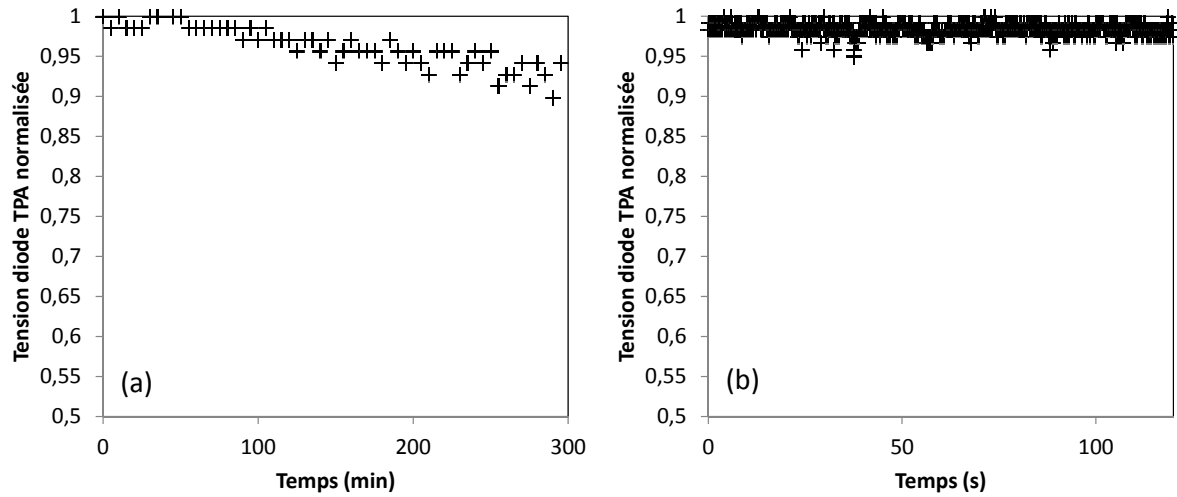 Tension diode TPA normalisée
1
0,95
0,9
0,85
0,8
0,75
0,7
0,65
0,6
0,55
0,5
(a)
0 100 200 300
Temps (min)
Tension diode TPA normalisée
1
0,95
0,9
0,85
0,8
0,75
0,7
0,65
0,6
0,55
0,5
(b)
0 50 100
Temps (s)